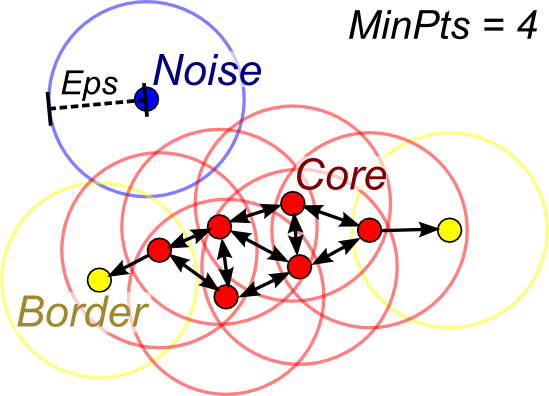 MinPts = 4
Eps
Noise
Core
Border